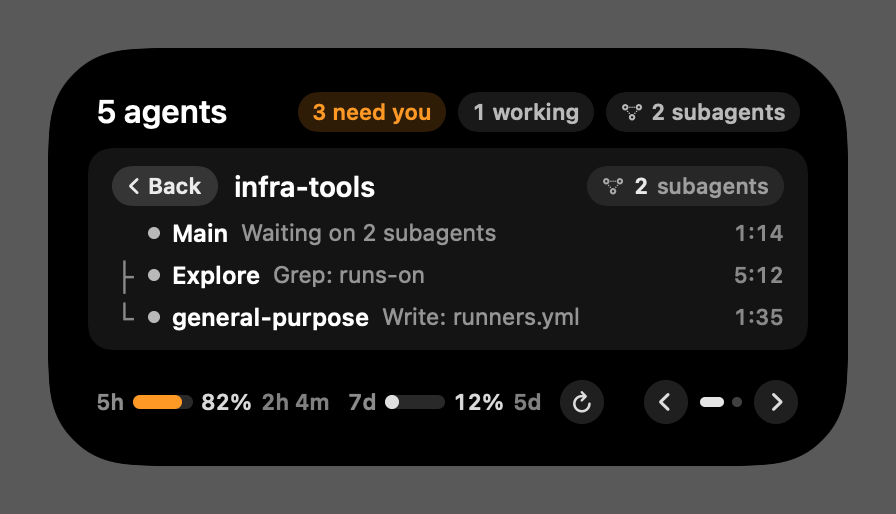 5 agents 3 need you 1 working 2 subagents
Back infra-tools 2 subagents
Main Waiting on 2 subagents 1:14
Explore Grep: runs-on 5:12
general-purpose Write: runners.yml 1:35
5h 82% 2h 4m 7d 12% 5d